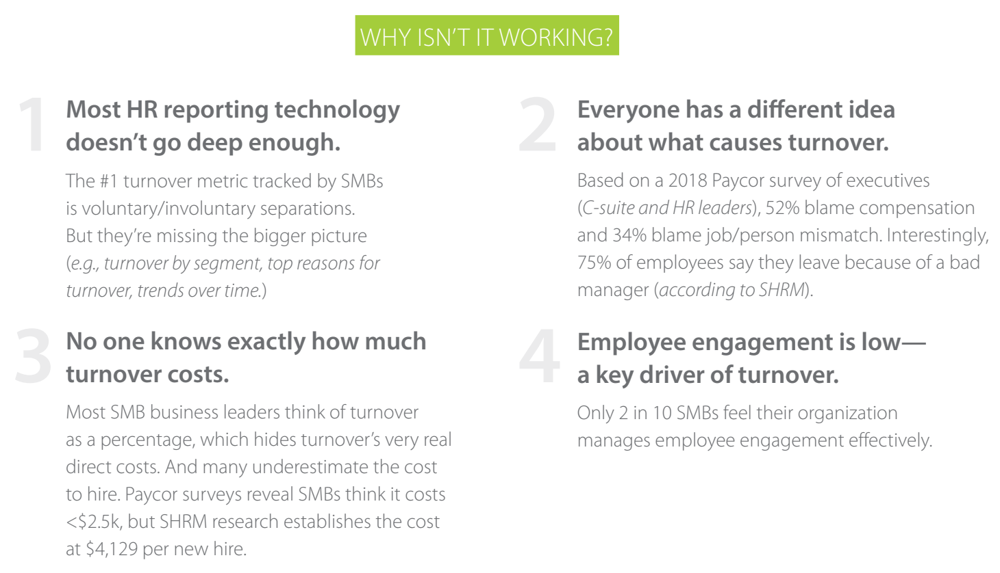 WHY ISN’T IT WORKING?
1
Most HR reporting technology
doesn’t go deep enough.
The #1 turnover metric tracked by SMBs
is voluntary/involuntary separations.
But they’re missing the bigger picture
(e.g., turnover by segment, top reasons for
turnover, trends over time.)
2
Everyone has a different idea
about what causes turnover.
Based on a 2018 Paycor survey of executives
(C-suite and HR leaders), 52% blame compensation
and 34% blame job/person mismatch. Interestingly,
75% of employees say they leave because of a bad
manager (according to SHRM).
3
No one knows exactly how much
turnover costs.
Most SMB business leaders think of turnover
as a percentage, which hides turnover’s very real
direct costs. And many underestimate the cost
to hire. Paycor surveys reveal SMBs think it costs
<$2.5k, but SHRM research establishes the cost
at $4,129 per new hire.
4
Employee engagement is low—
a key driver of turnover.
Only 2 in 10 SMBs feel their organization
manages employee engagement effectively.